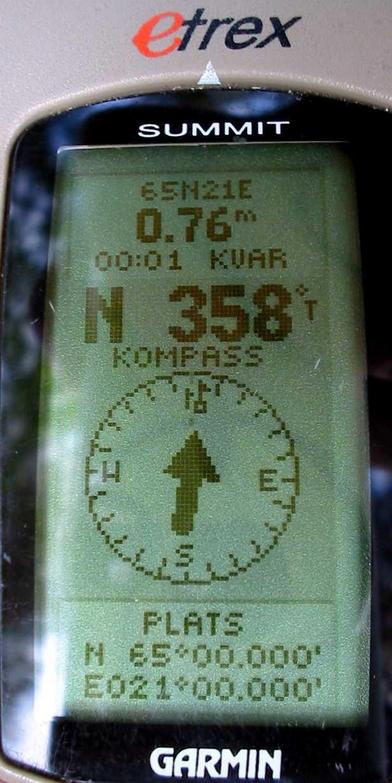 etrex
SUMMIT
65N21E
0.76m
00:01 KVAR
N 358°T
KOMPASS
N
W E
S
PLATS
N 65°00.000'
E021°00.000'
GARMIN